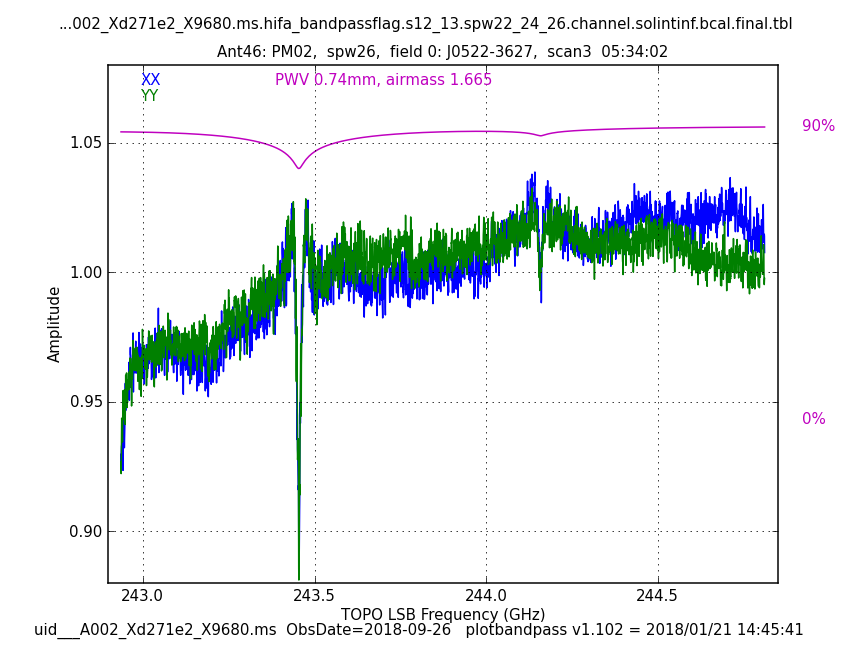 ...002_Xd271e2_X9680.ms.hifa_bandpassflag.s12_13.spw22_24_26.channel.solintinf.bcal.final.tbl
Ant46: PM02,  spw26,  field 0: J0522-3627,  scan3  05:34:02
XX
PWV 0.74mm, airmass 1.665
YY
90%
1.05
1.00
Amplitude
0.95
0%
0.90
243.0
243.5
244.0
244.5
TOPO LSB Frequency (GHz)
uid___A002_Xd271e2_X9680.ms  ObsDate=2018-09-26   plotbandpass v1.102 = 2018/01/21 14:45:41